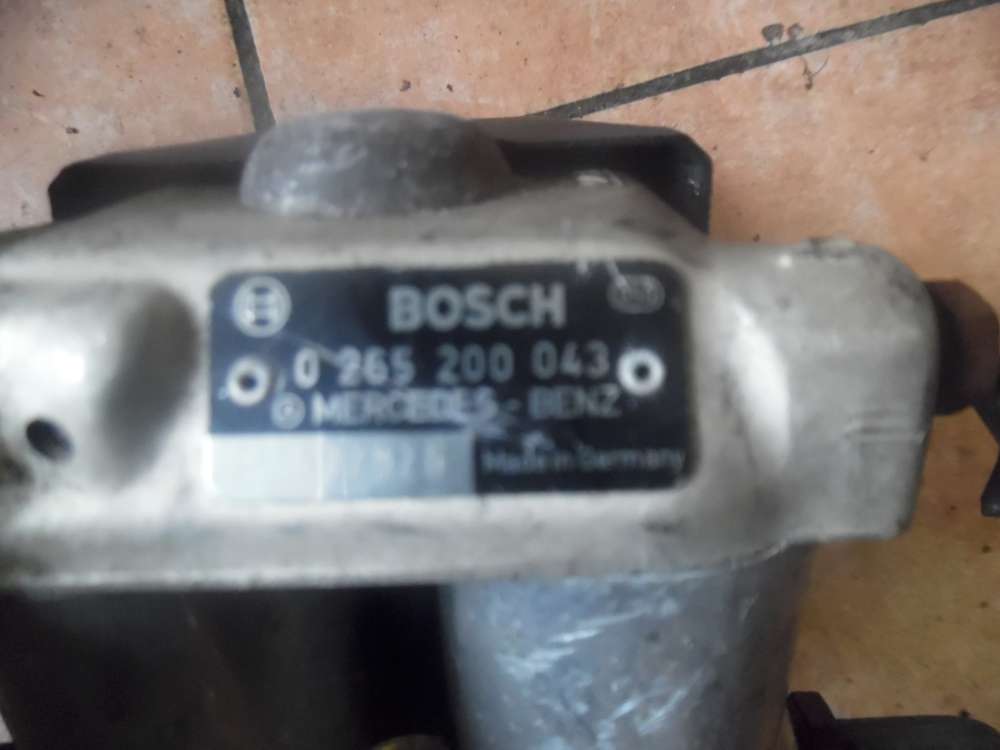 BOSCH
0 265 200 043
© MERCEDES-BENZ
Made in Germany